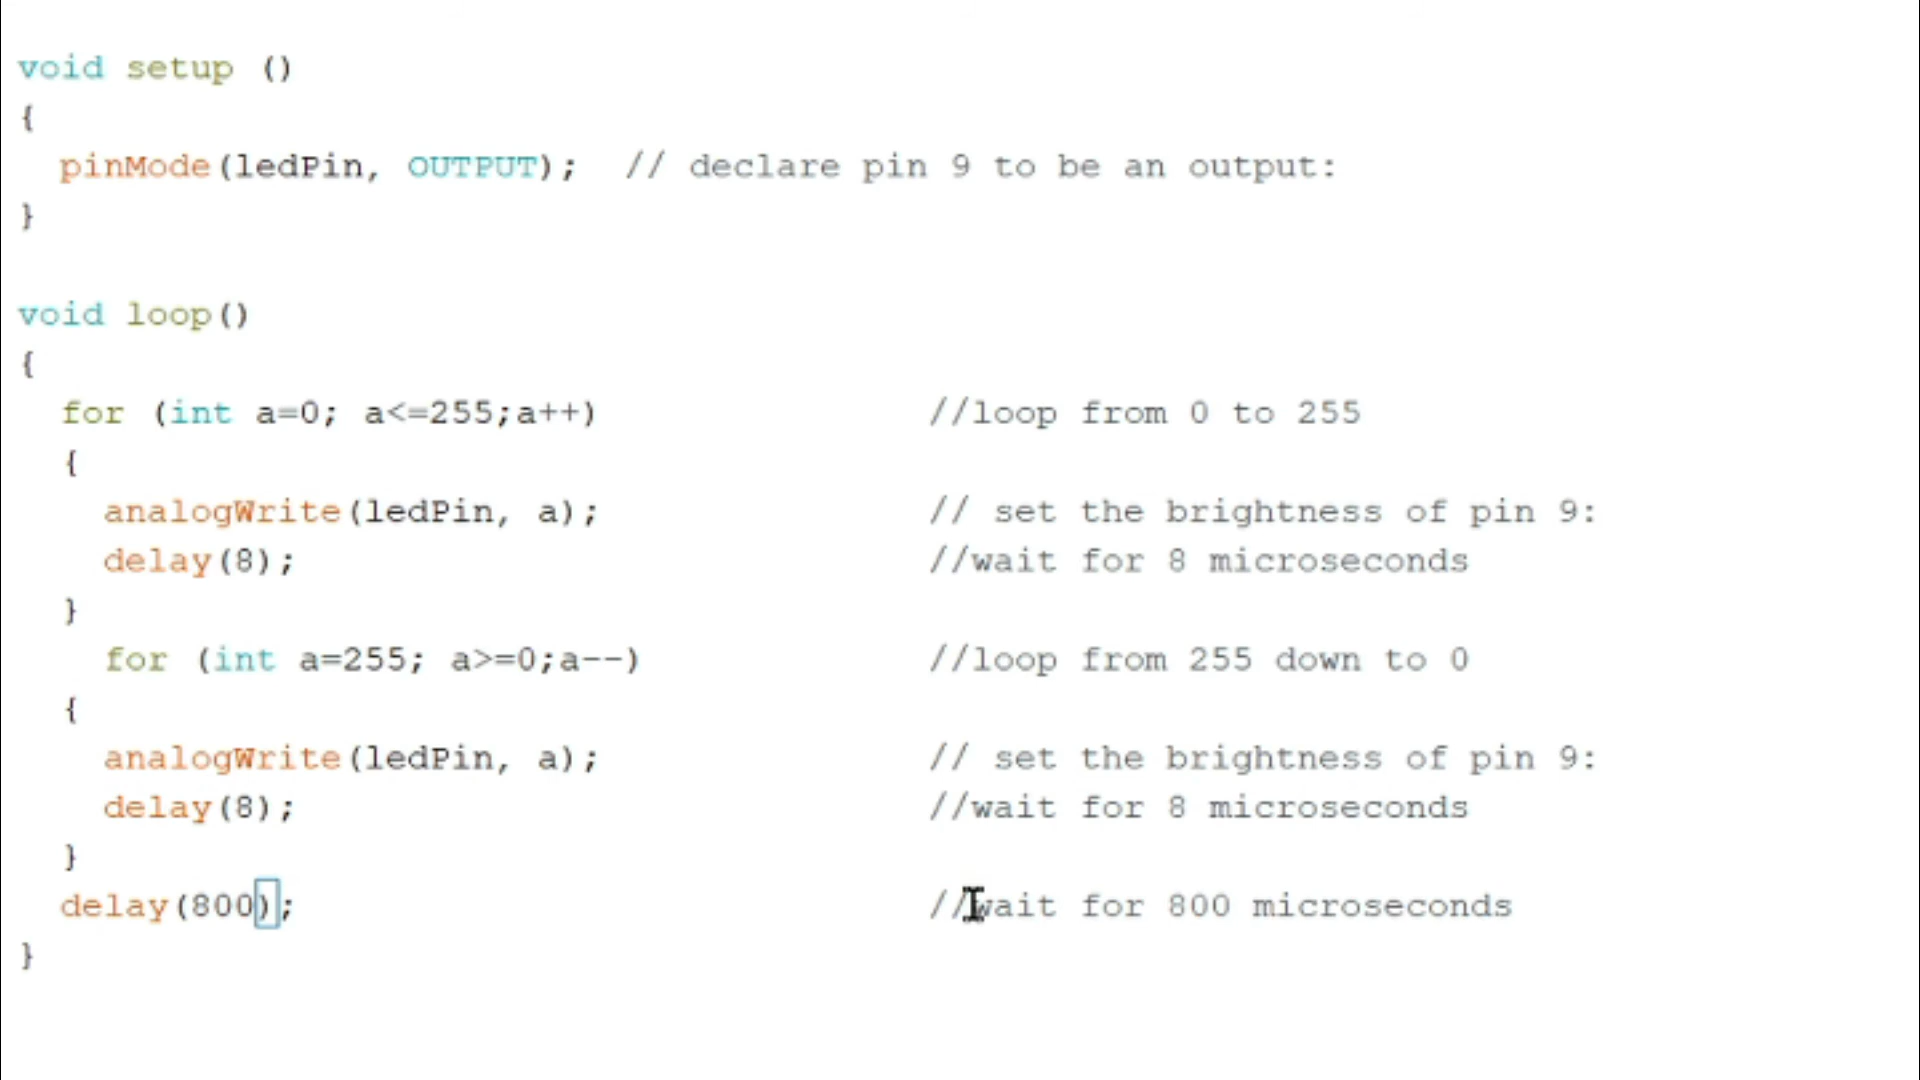 void setup ()
{
  pinMode(ledPin, OUTPUT);  // declare pin 9 to be an output:
}
void loop()
{
  for (int a=0; a<=255;a++)                //loop from 0 to 255
  {
    analogWrite(ledPin, a);                // set the brightness of pin 9:
    delay(8);                              //wait for 8 microseconds
  }
    for (int a=255; a>=0;a--)              //loop from 255 down to 0
  {
    analogWrite(ledPin, a);                // set the brightness of pin 9:
    delay(8);                              //wait for 8 microseconds
  }
  delay(800);                              //wait for 800 microseconds
}